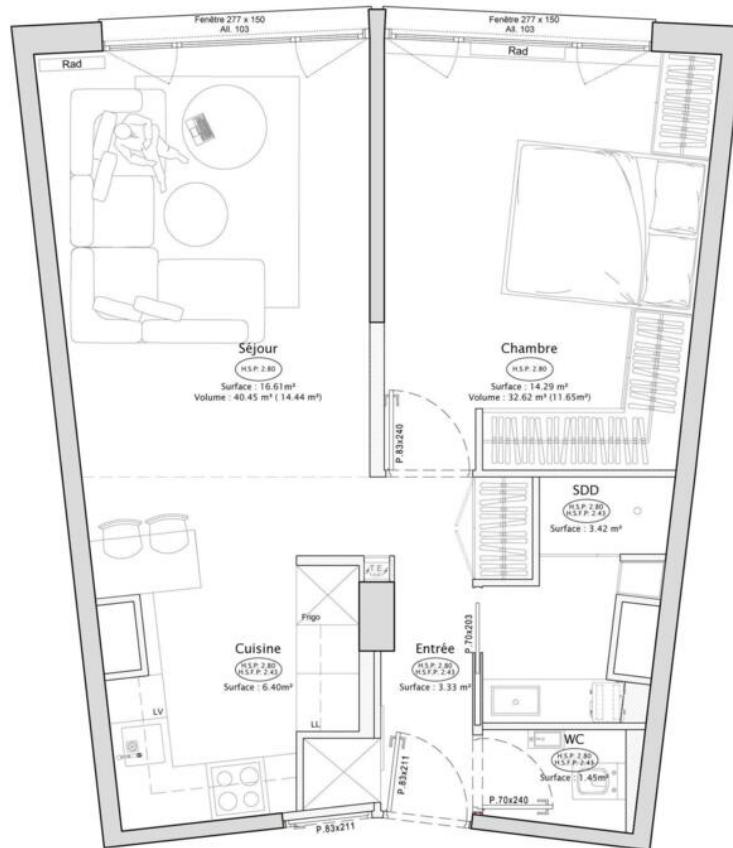 Fenêtre 277 x 150
All. 103
Fenêtre 277 x 150
All. 103
Rad
Rad
Séjour
H.S.P: 2.80
Surface : 16.61m²
Volume : 40.45 m³ ( 14.44 m²)
Chambre
H.S.P: 2.80
Surface : 14.29 m²
Volume : 32.62 m³ (11.65m²)
P.83x240
SDD
H.S.P: 2.80
H.S.F.P: 2.43
Surface : 3.42 m²
T E
Frigo
P.70x203
Cuisine
H.S.P: 2.80
H.S.F.P: 2.43
Surface : 6.40m²
Entrée
H.S.P: 2.80
H.S.F.P: 2.43
Surface : 3.33 m²
LV
LL
WC
H.S.P: 2.80
H.S.F.P: 2.43
Surface : 1.45m²
P.83x211
P.70x240
P.83x211